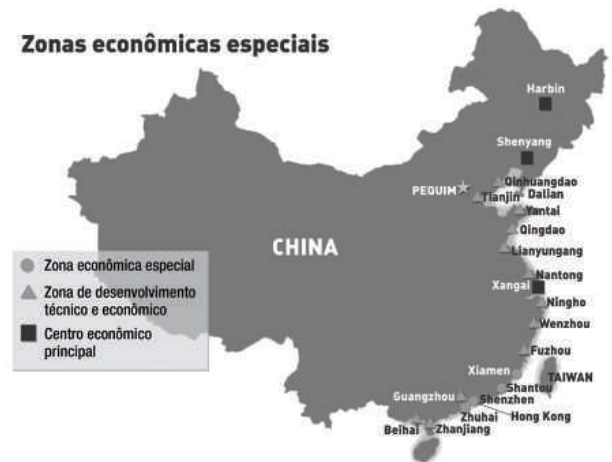 Zonas econômicas especiais
Harbin
Shenyang
PEQUIM
Qinhuangdao
Dalian
Tianjin
Yantai
Qingdao
CHINA
Lianyungang
Zona econômica especial
Zona de desenvolvimento
técnico e econômico
Centro econômico
principal
Nantong
Xangai
Ningho
Wenzhou
Fuzhou
Xiamen
TAIWAN
Shantou
Guangzhou
Shenzhen
Zhuhai
Hong Kong
Beihai
Zhanjiang